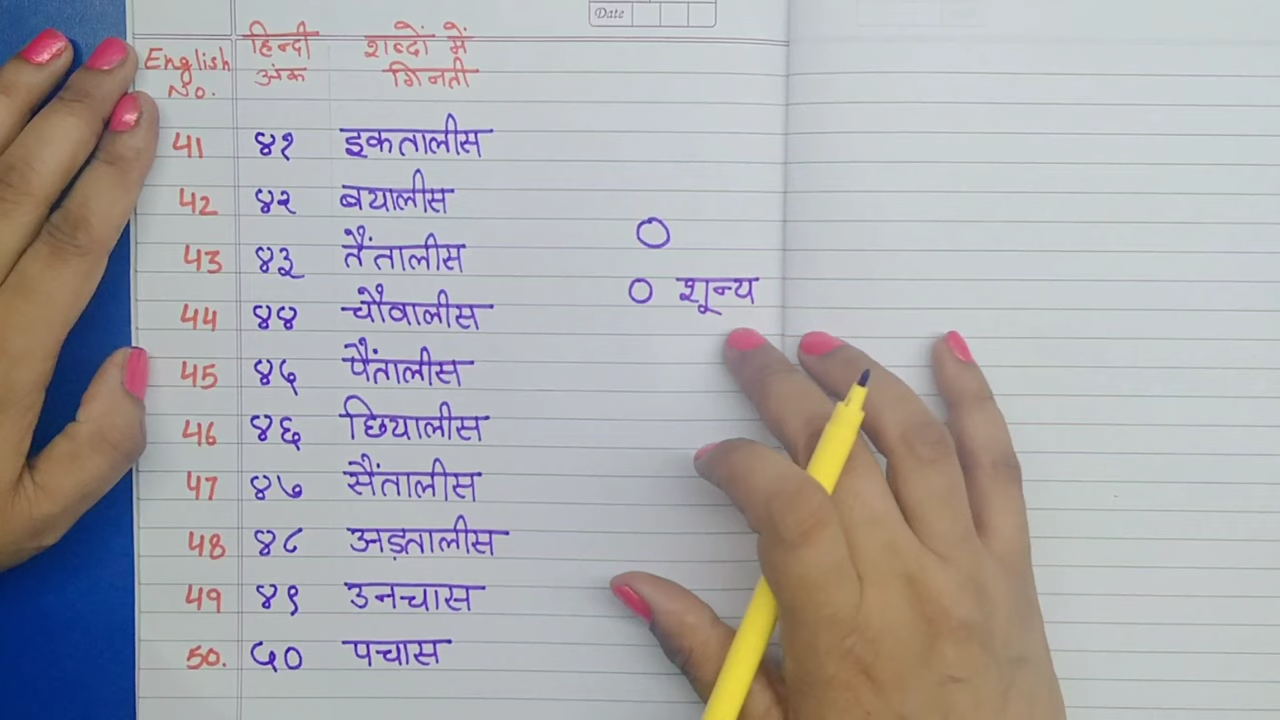 Date
English No.
हिन्दी अंक
शब्दों में गिनती
41 ४१ इकतालीस
42 ४२ बयालीस
43 ४३ तैंतालीस
44 ४४ चौवालीस
45 ४५ पैंतालीस
46 ४६ छियालीस
47 ४७ सैंतालीस
48 ४८ अड़तालीस
49 ४९ उनचास
50. ५० पचास
०
० शून्य